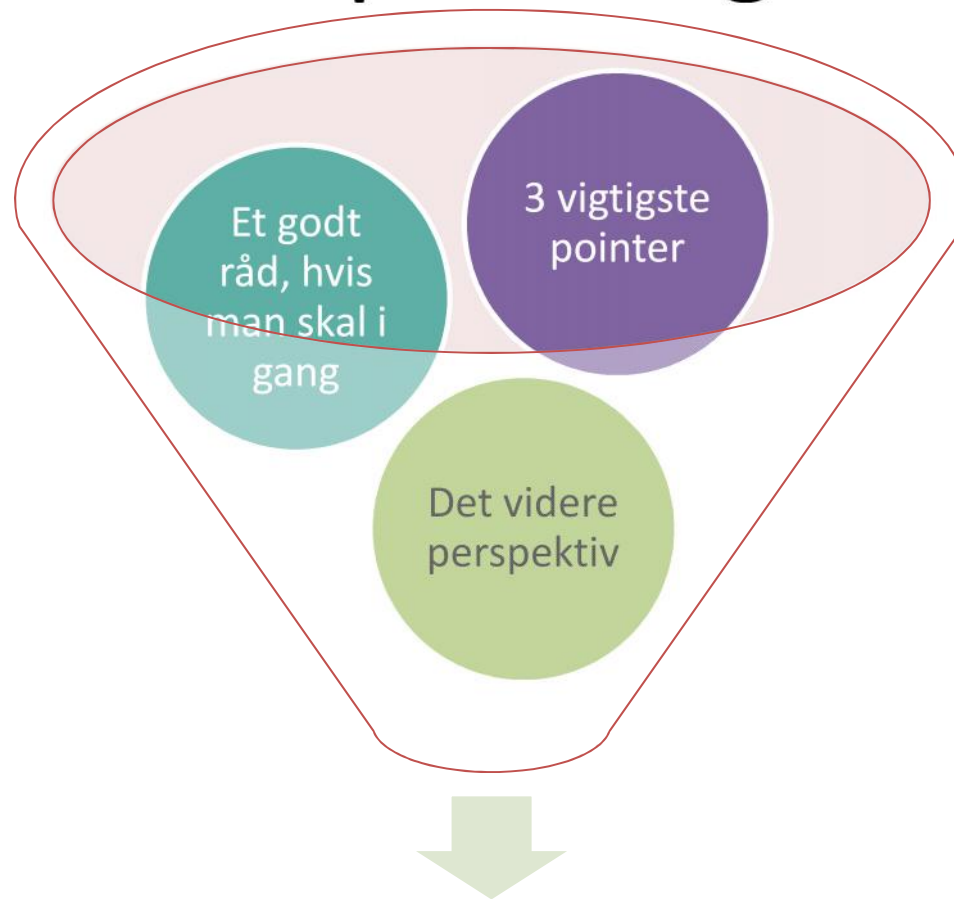 Et godt
råd, hvis
man skal i
gang
3 vigtigste
pointer
Det videre
perspektiv